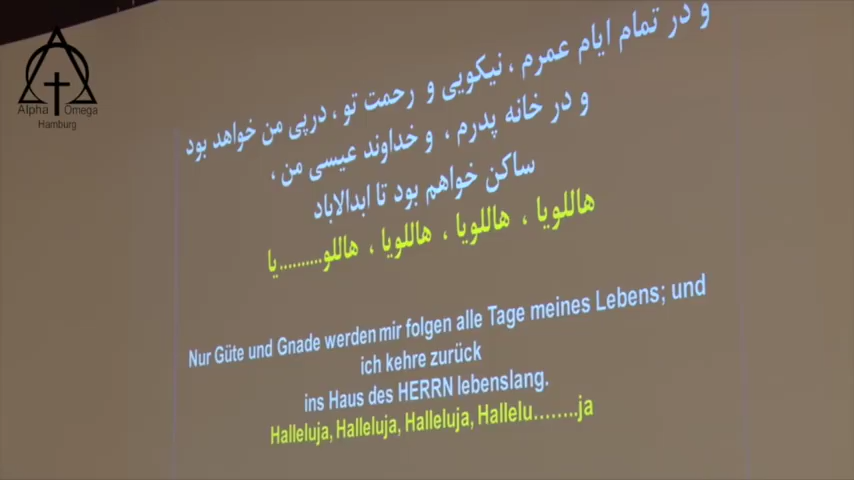 Alpha Omega
Hamburg
و در تمام ایام عمرم ، نیکویی و رحمت تو ، درپی من خواهد بود
و در خانه پدرم ، و خداوند عیسی من ،
ساکن خواهم بود تا ابدالاباد
هاللویا ، هاللویا ، هاللویا ، هاللو..........یا
Nur Güte und Gnade werden mir folgen alle Tage meines Lebens; und
ich kehre zurück
ins Haus des HERRN lebenslang.
Halleluja, Halleluja, Halleluja, Hallelu........ja